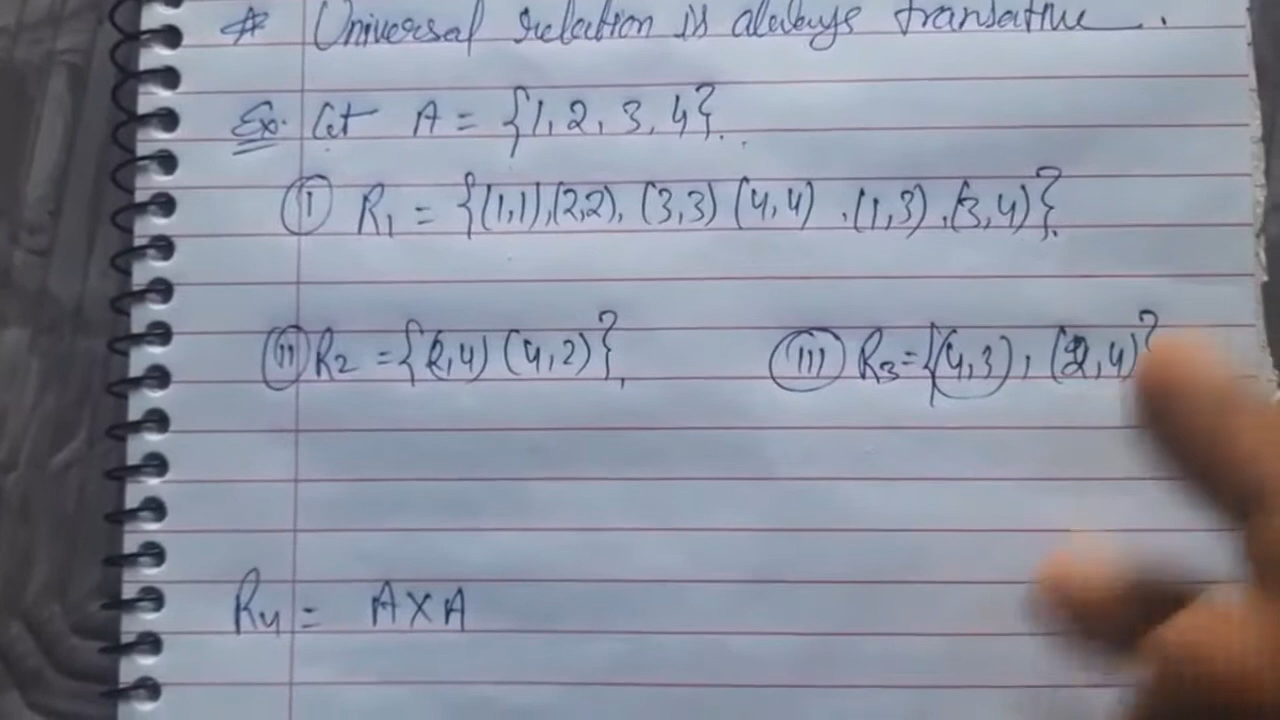 # Universal relation is always transative.
Ex. Let A = {1, 2, 3, 4}.
(i) R1 = {(1,1),(2,2), (3,3) (4,4) , (1,3) , (3,4)}.
(ii) R2 = {(2,4) (4,2)}, (iii) R3 = {(4,3), (2,4)}
R4 = A X A